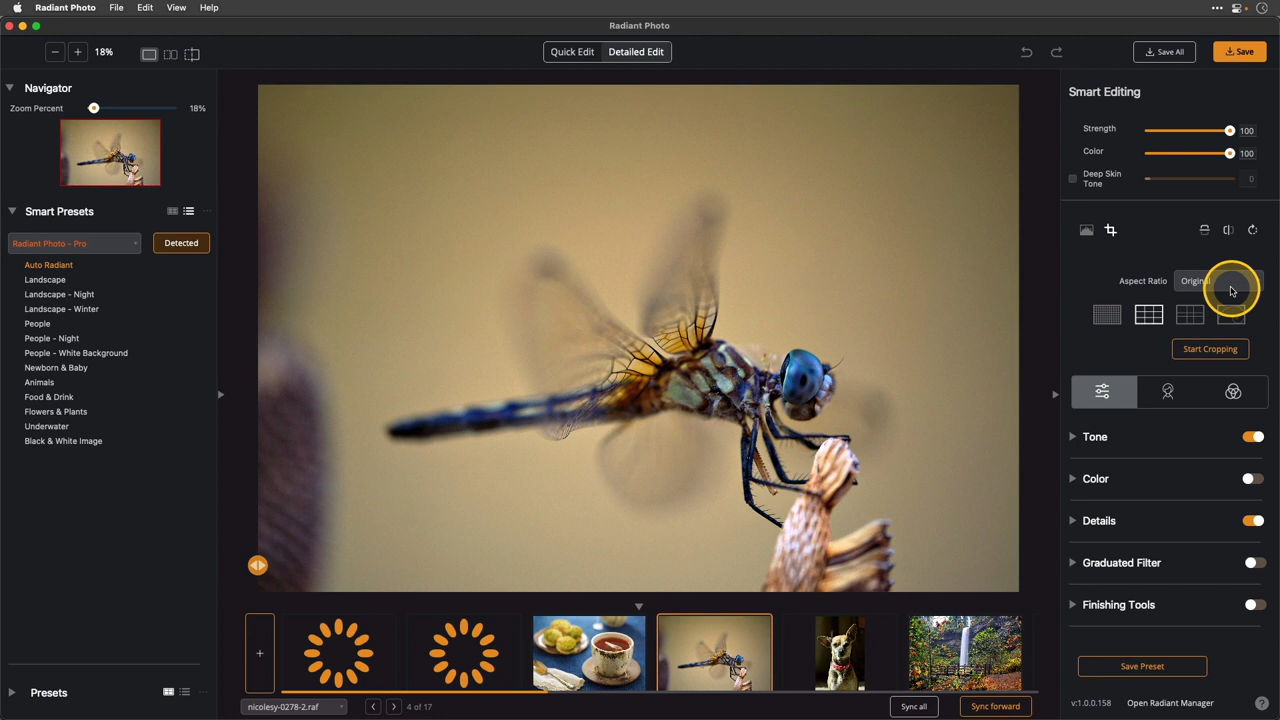 Radiant Photo File Edit View Help
Radiant Photo
18%
Quick Edit Detailed Edit
Save All
Save
Navigator
Zoom Percent 18%
Smart Presets
Radiant Photo - Pro
Detected
Auto Radiant
Landscape
Landscape - Night
Landscape - Winter
People
People - Night
People - White Background
Newborn & Baby
Animals
Food & Drink
Flowers & Plants
Underwater
Black & White Image
Presets
nicolesy-0278-2.raf
4 of 17
Sync all
Sync forward
Smart Editing
Strength 100
Color 100
Deep Skin
Tone 0
Aspect Ratio Original
Start Cropping
Tone
Color
Details
Graduated Filter
Finishing Tools
Save Preset
v:1.0.0.158 Open Radiant Manager
?